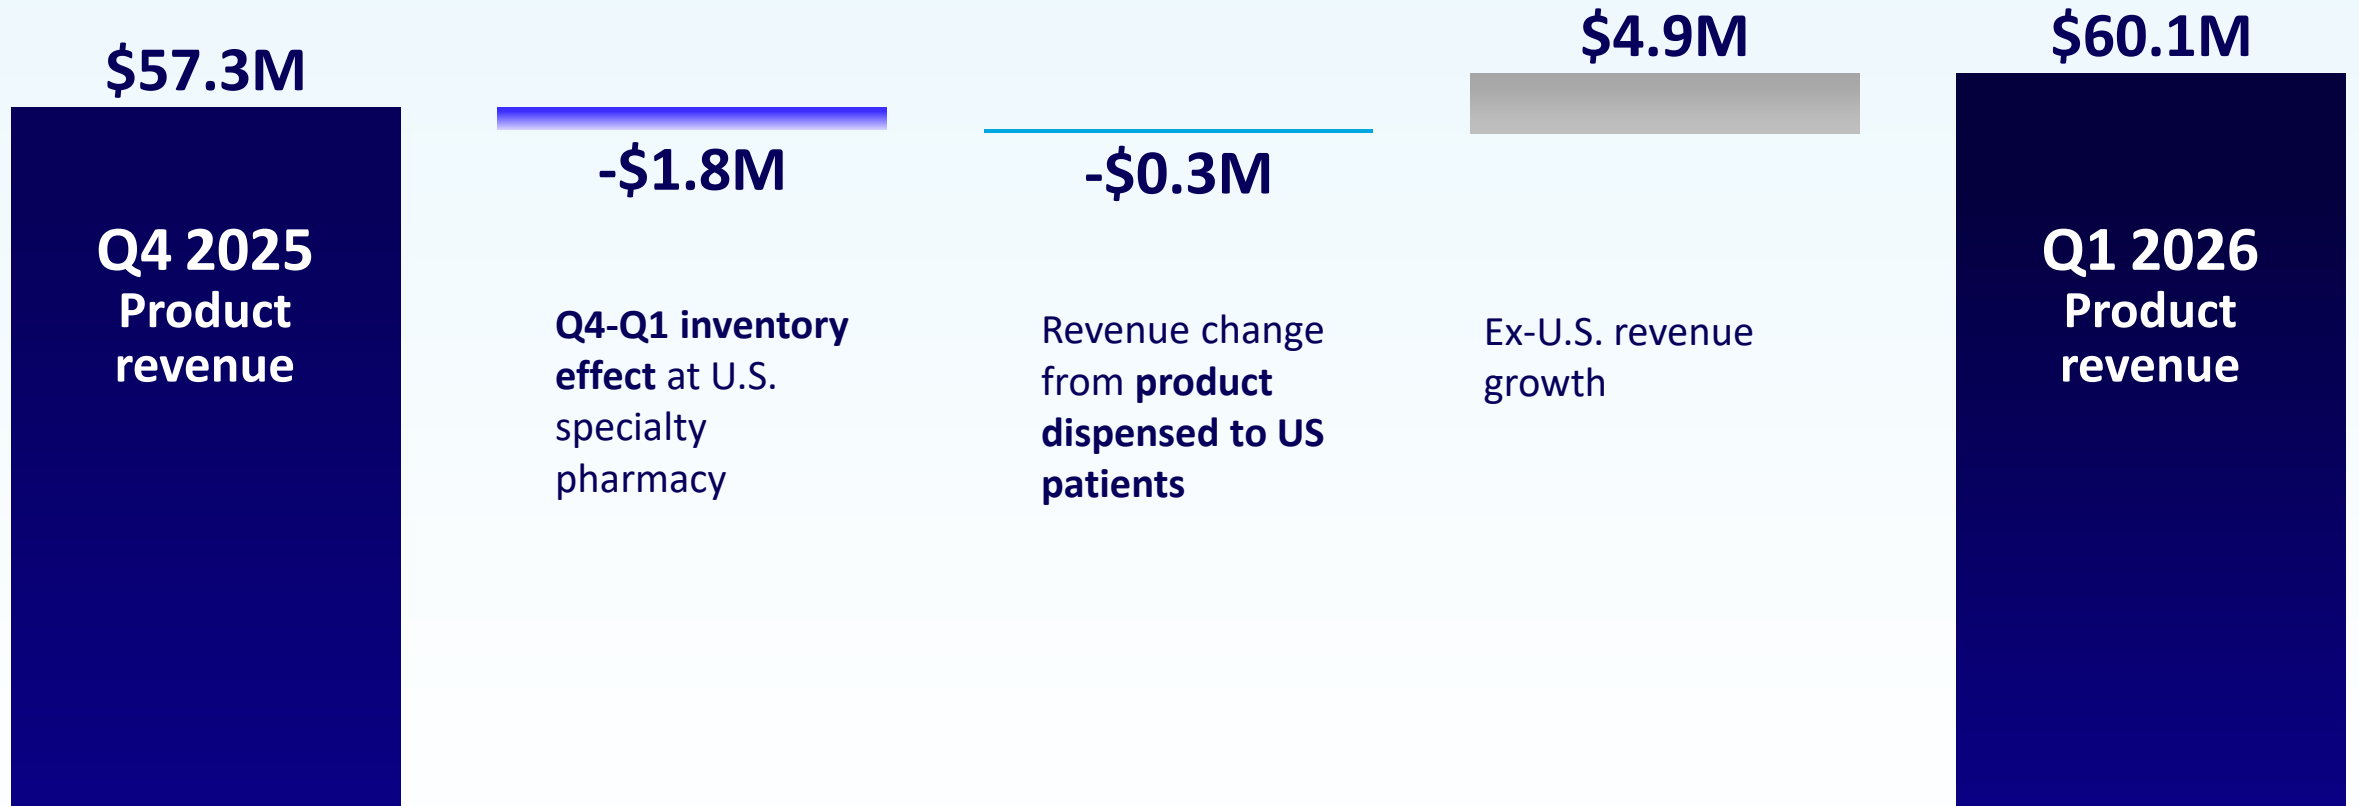 $57.3M
Q4 2025
Product
revenue
-$1.8M
Q4-Q1 inventory
effect at U.S.
specialty
pharmacy
-$0.3M
Revenue change
from product
dispensed to US
patients
$4.9M
Ex-U.S. revenue
growth
$60.1M
Q1 2026
Product
revenue